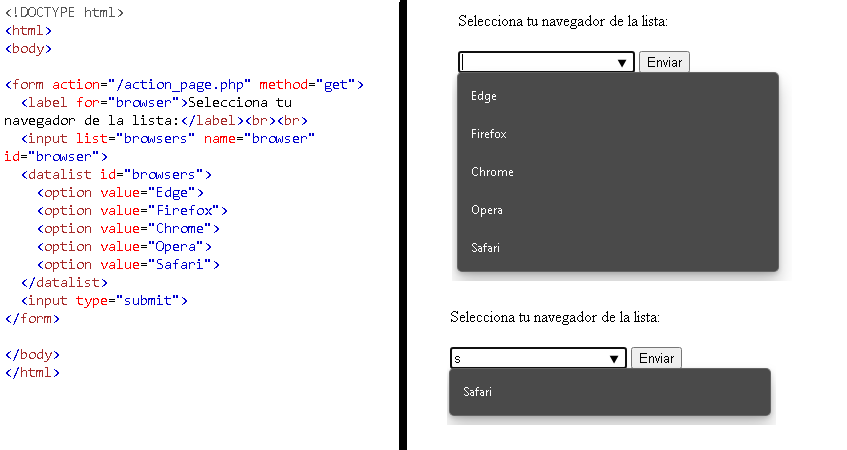 <!DOCTYPE html>
<html>
<body>
<form action="/action_page.php" method="get">
<label for="browser">Selecciona tu
navegador de la lista:</label><br><br>
<input list="browsers" name="browser"
id="browser">
<datalist id="browsers">
<option value="Edge">
<option value="Firefox">
<option value="Chrome">
<option value="Opera">
<option value="Safari">
</datalist>
<input type="submit">
</form>
</body>
</html>
Selecciona tu navegador de la lista:
Enviar
Edge
Firefox
Chrome
Opera
Safari
Selecciona tu navegador de la lista:
s Enviar
Safari